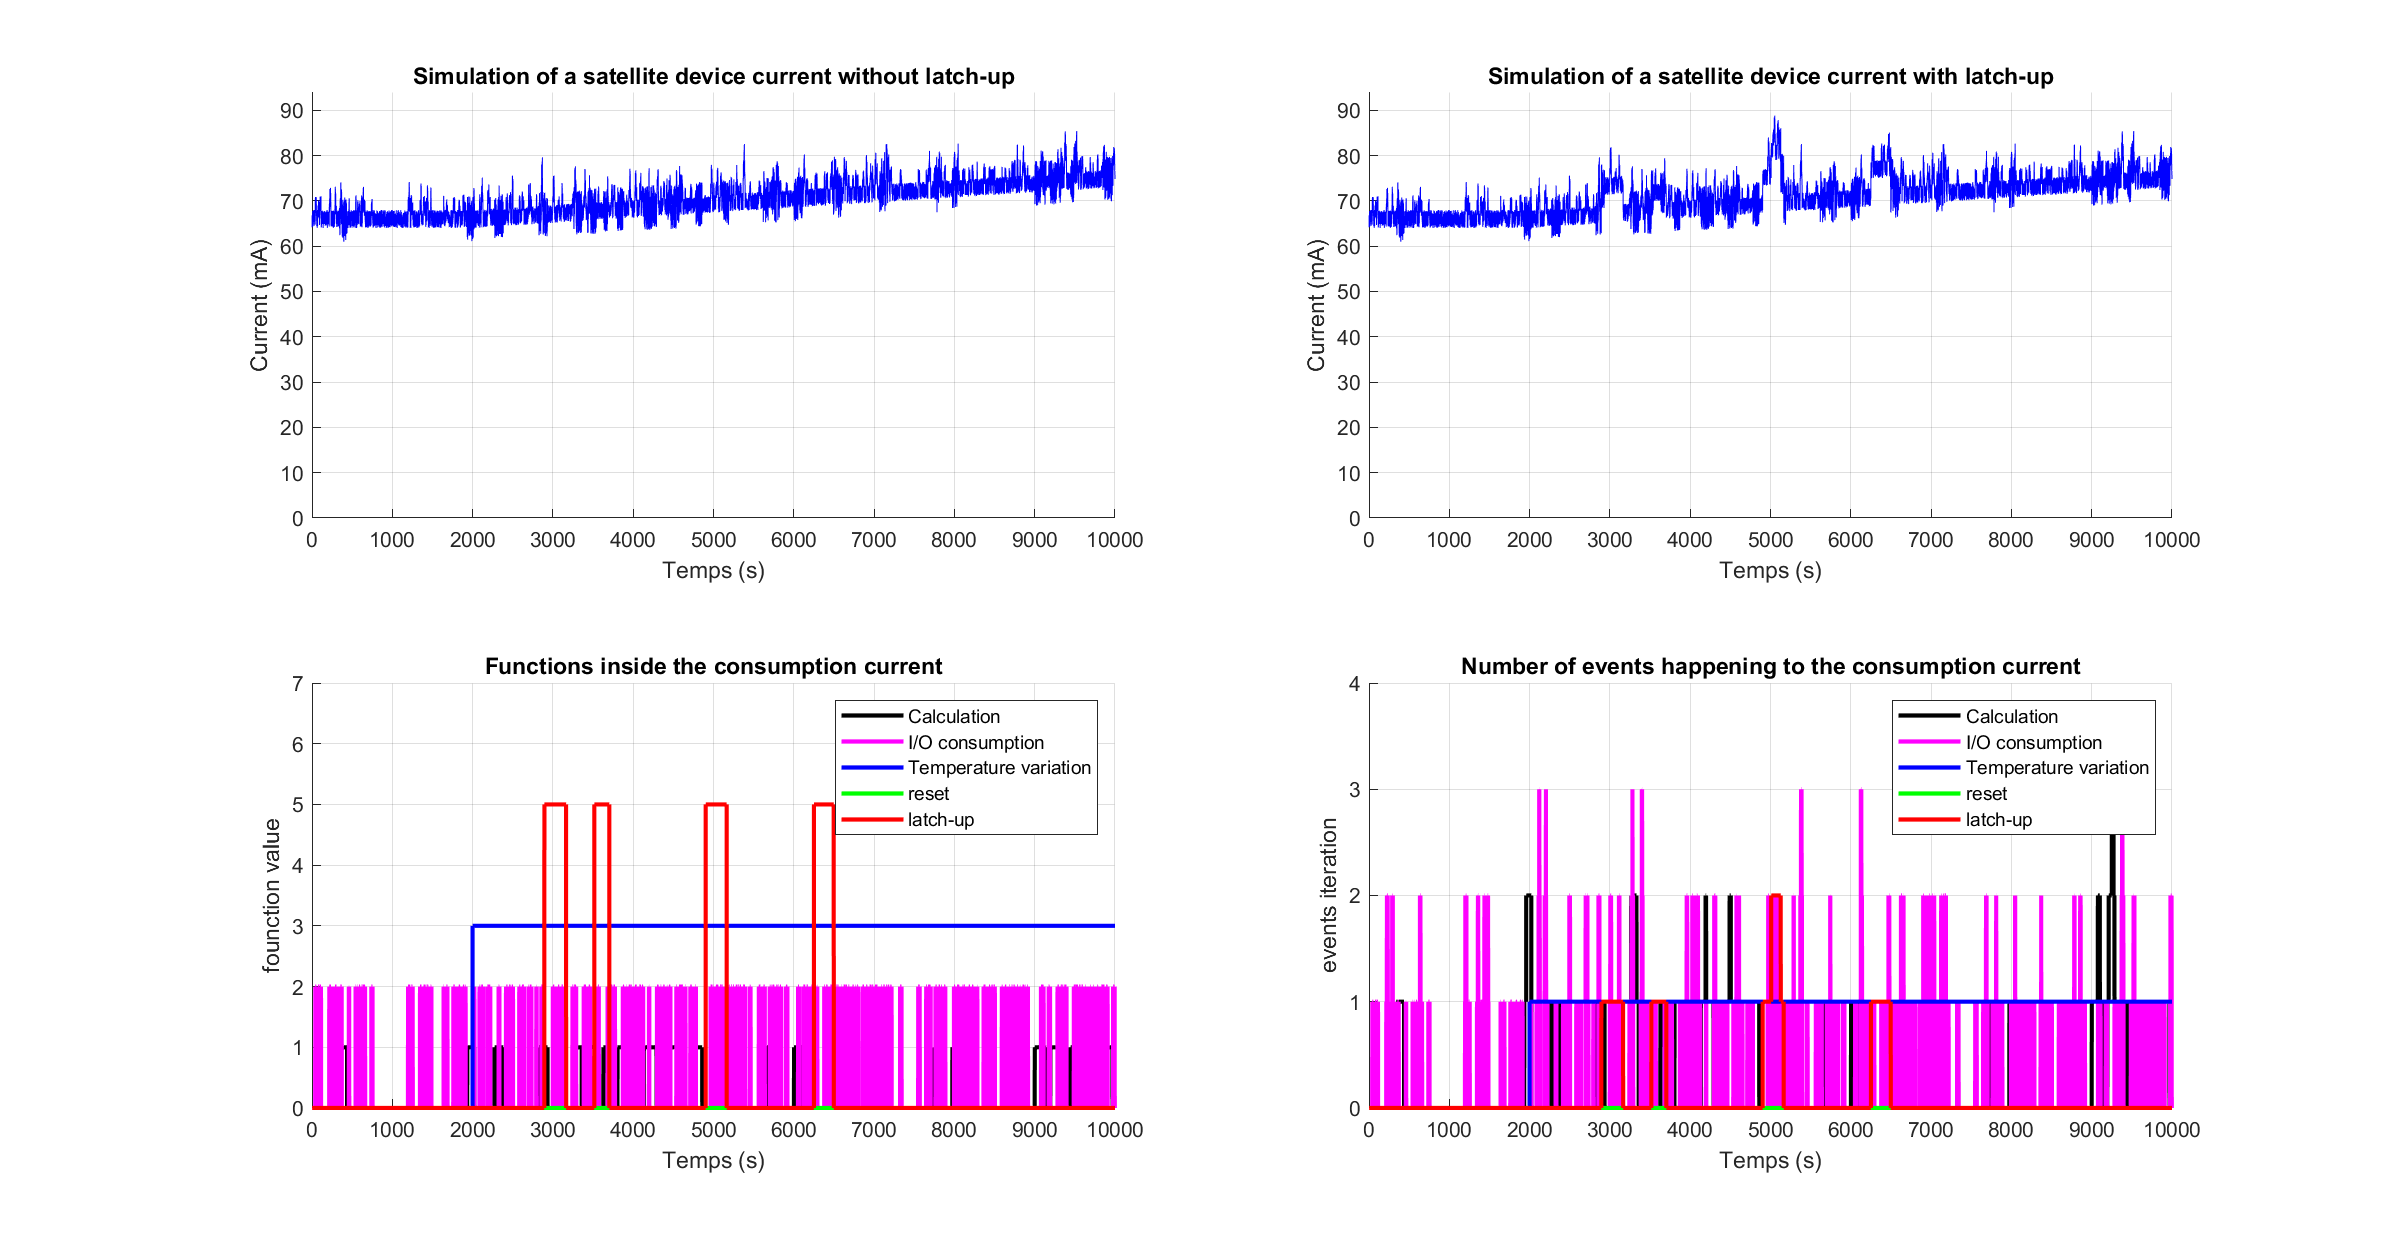 Simulation of a satellite device current without latch-up
90
80
70
60
50
40
30
20
10
0
Current (mA)
0 1000 2000 3000 4000 5000 6000 7000 8000 9000 10000
Temps (s)
Simulation of a satellite device current with latch-up
90
80
70
60
50
40
30
20
10
0
Current (mA)
0 1000 2000 3000 4000 5000 6000 7000 8000 9000 10000
Temps (s)
Functions inside the consumption current
7
6
5
4
3
2
1
0
founction value
Calculation
I/O consumption
Temperature variation
reset
latch-up
0 1000 2000 3000 4000 5000 6000 7000 8000 9000 10000
Temps (s)
Number of events happening to the consumption current
4
3
2
1
0
events iteration
Calculation
I/O consumption
Temperature variation
reset
latch-up
0 1000 2000 3000 4000 5000 6000 7000 8000 9000 10000
Temps (s)